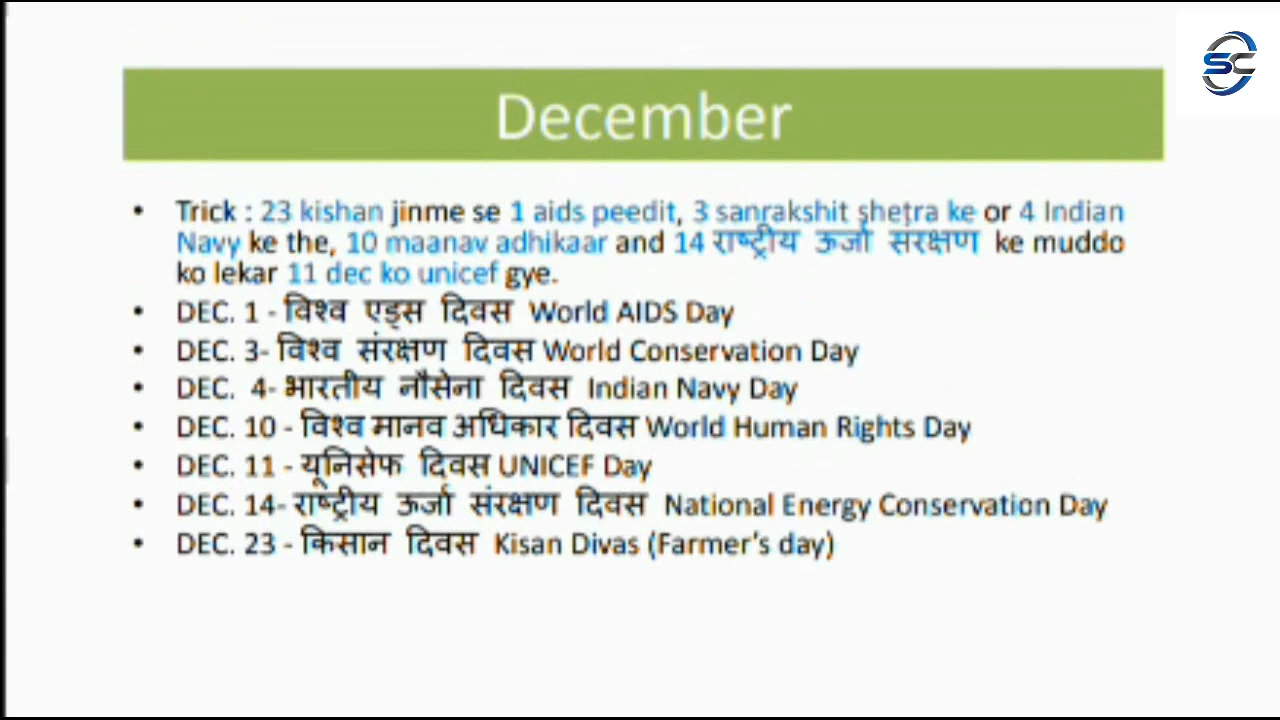 SC
December
• Trick : 23 kishan jinme se 1 aids peedit, 3 sanrakshit shetra ke or 4 Indian
Navy ke the, 10 maanav adhikaar and 14 राष्ट्रीय ऊर्जा संरक्षण ke muddo
ko lekar 11 dec ko unicef gye.
• DEC. 1 - विश्व एड्स दिवस World AIDS Day
• DEC. 3- विश्व संरक्षण दिवस World Conservation Day
• DEC. 4- भारतीय नौसेना दिवस Indian Navy Day
• DEC. 10 - विश्व मानव अधिकार दिवस World Human Rights Day
• DEC. 11 - यूनिसेफ दिवस UNICEF Day
• DEC. 14- राष्ट्रीय ऊर्जा संरक्षण दिवस National Energy Conservation Day
• DEC. 23 - किसान दिवस Kisan Divas (Farmer's day)